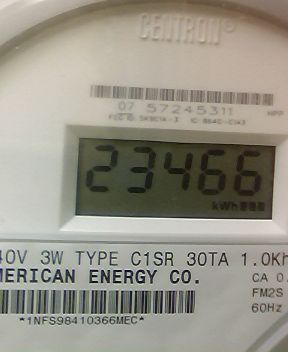 CENTRON®
07 57245311
23466
kWh
40V 3W TYPE C1SR 30TA 1.0Kh
MERICAN ENERGY CO.
CA 0.
FM2S
60Hz
*1NFS98410366MEC*